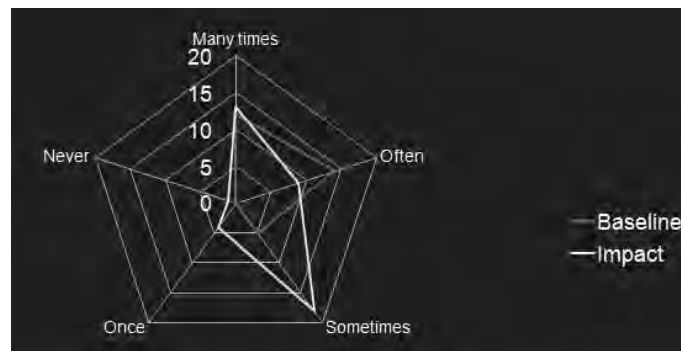 Many times
20
15
10
5
0
Never
Often
Once
Sometimes
Baseline
Impact